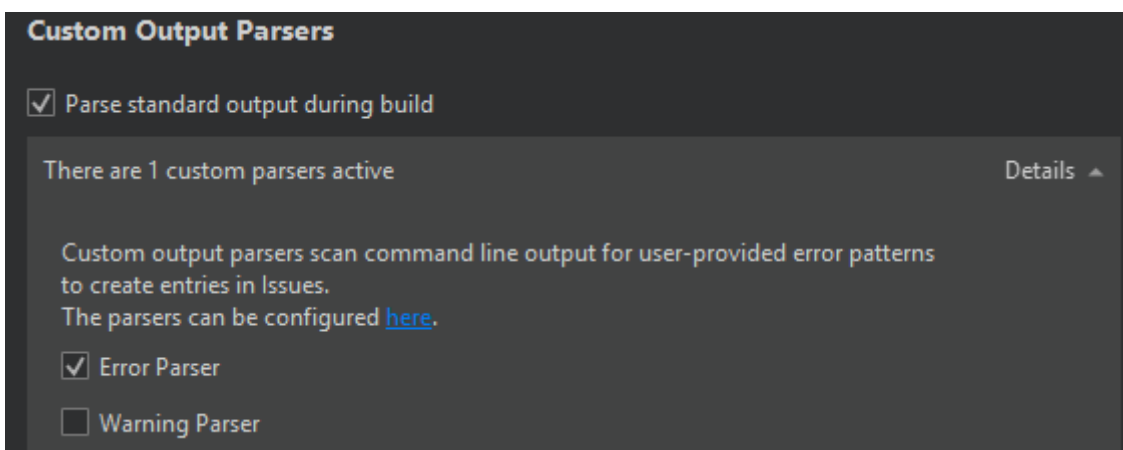 Custom Output Parsers
Parse standard output during build
There are 1 custom parsers active
Details
Custom output parsers scan command line output for user-provided error patterns
to create entries in Issues.
The parsers can be configured here.
Error Parser
Warning Parser